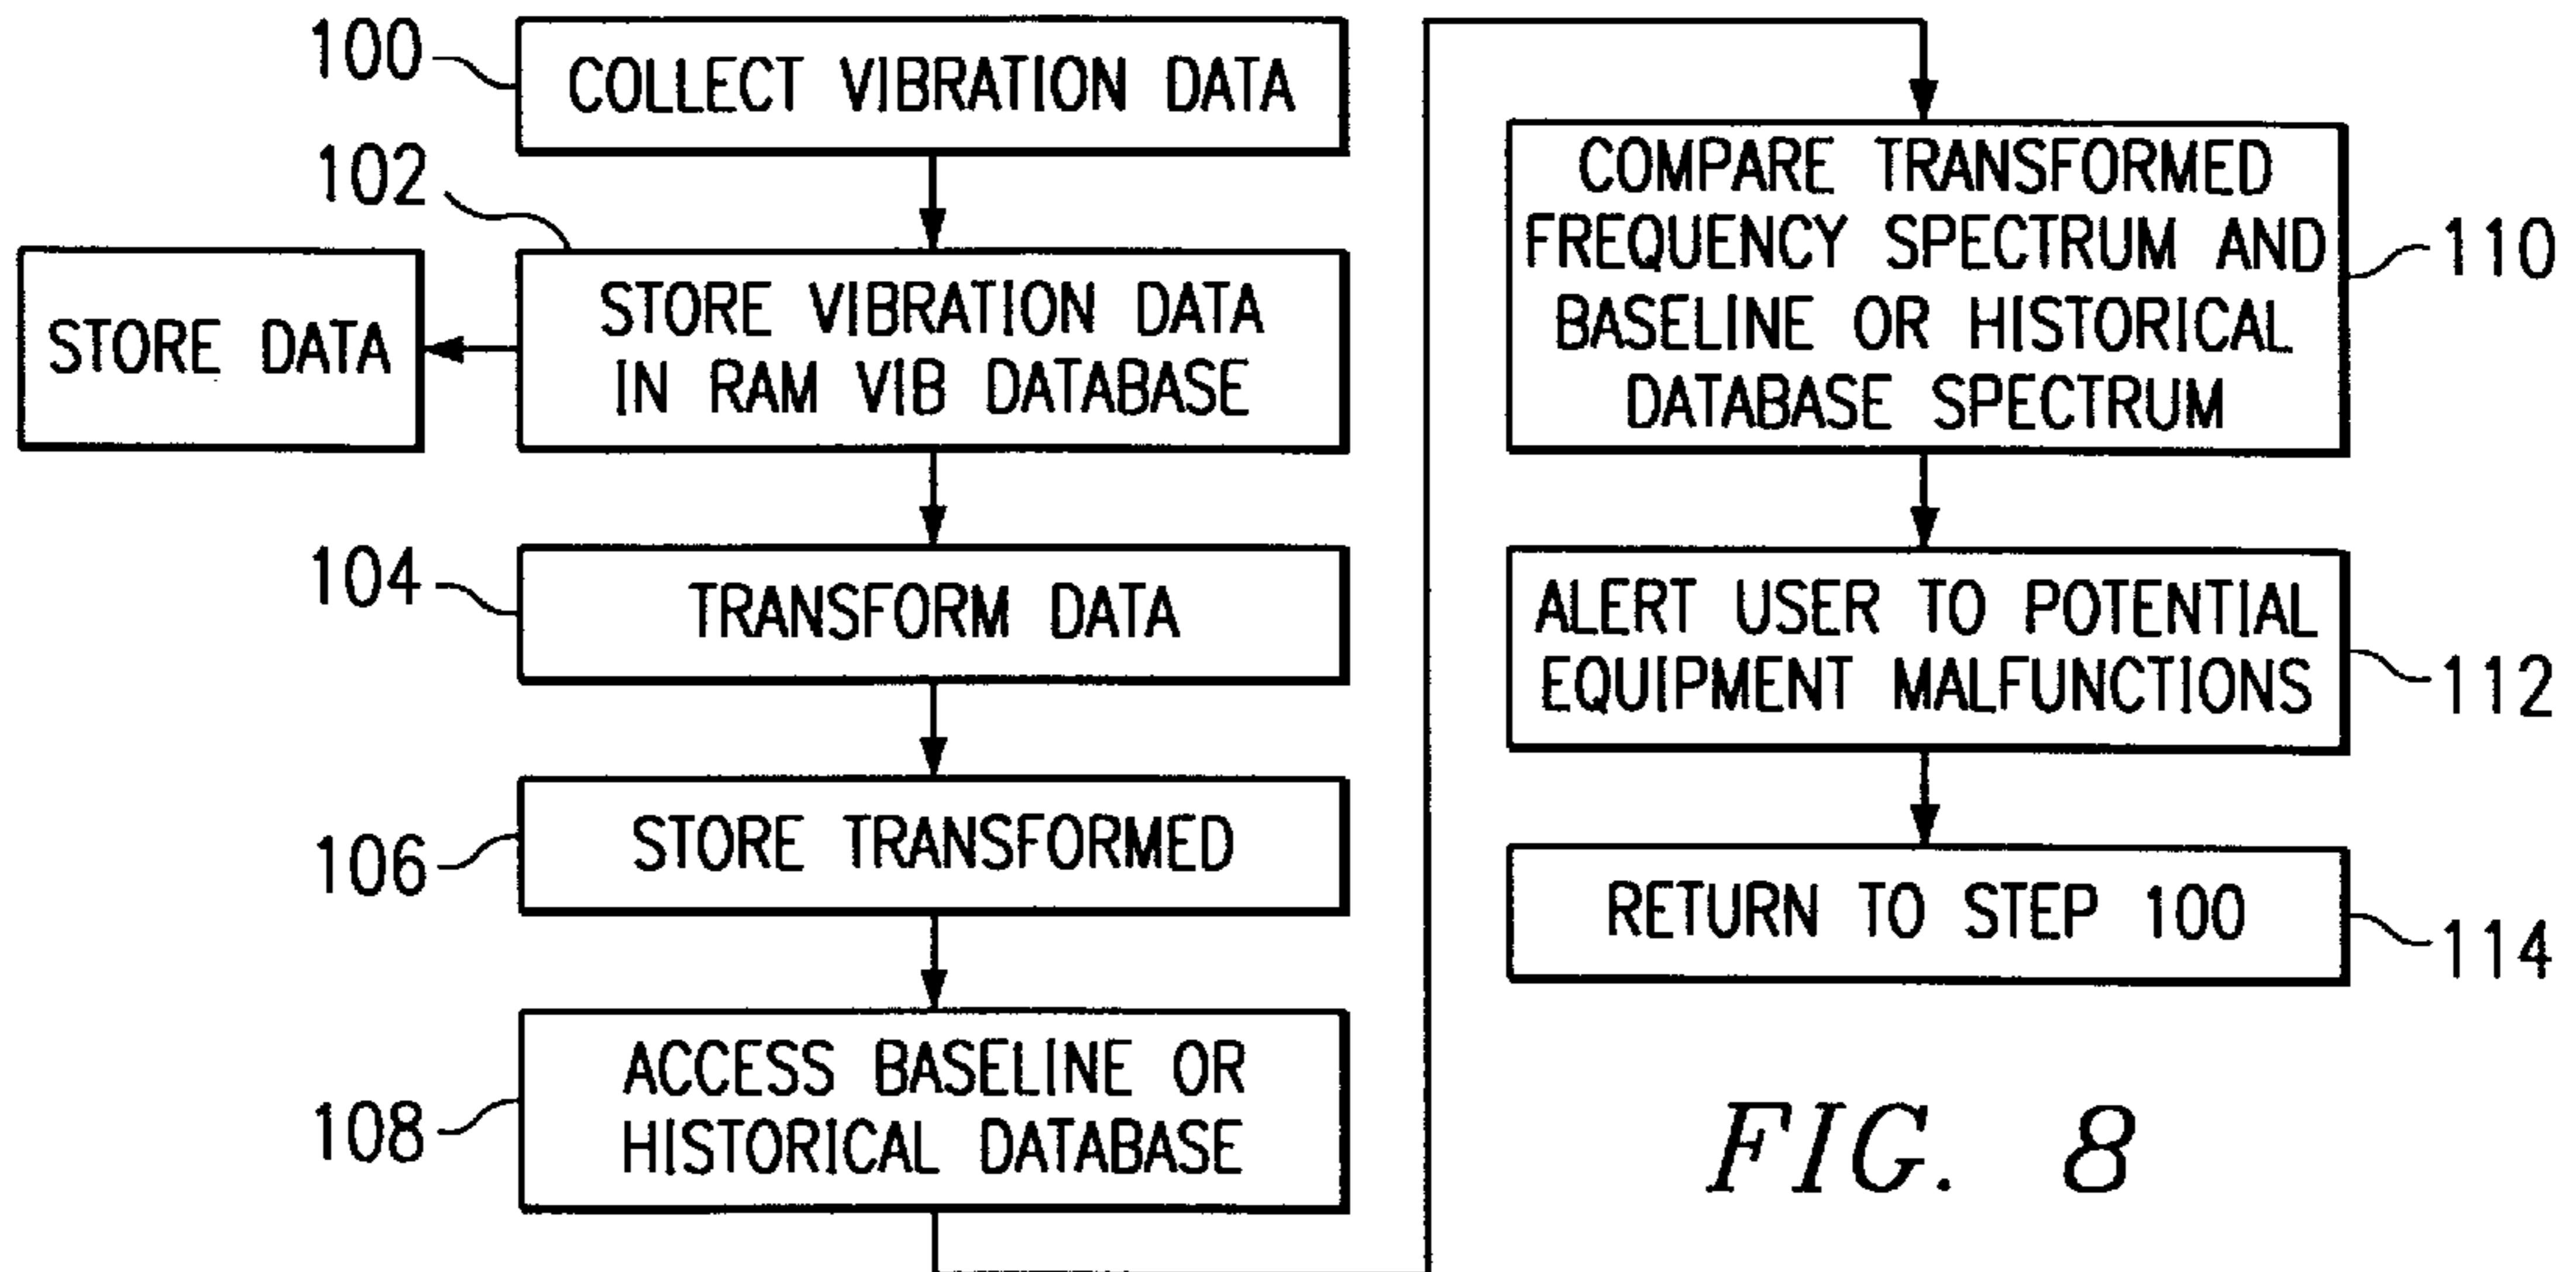 100
COLLECT VIBRATION DATA
102
STORE DATA
STORE VIBRATION DATA
IN RAM VIB DATABASE
104
TRANSFORM DATA
106
STORE TRANSFORMED
108
ACCESS BASELINE OR
HISTORICAL DATABASE
COMPARE TRANSFORMED
FREQUENCY SPECTRUM AND
BASELINE OR HISTORICAL
DATABASE SPECTRUM
110
ALERT USER TO POTENTIAL
EQUIPMENT MALFUNCTIONS
112
RETURN TO STEP 100
114
FIG. 8